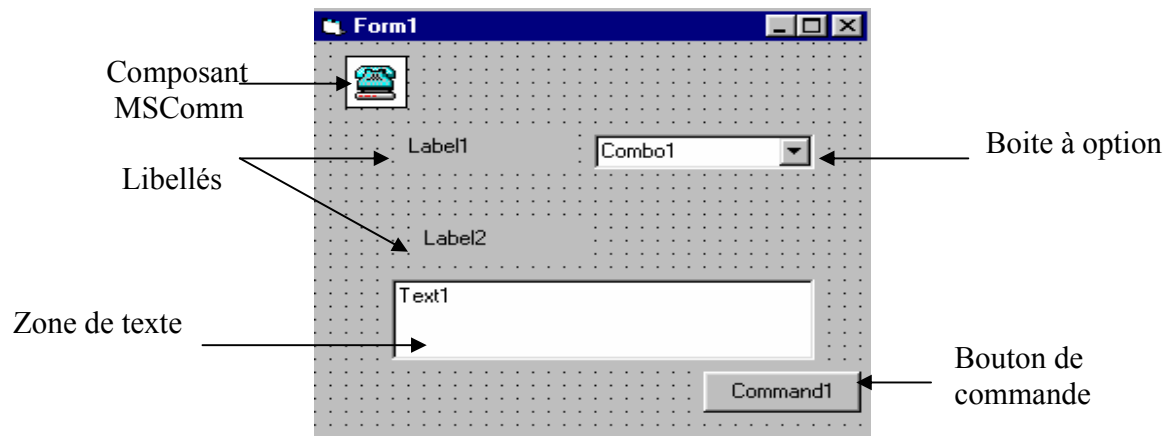 Form1
Composant
MSComm
Label1
Combo1
Boite à option
Libellés
Label2
Text1
Zone de texte
Bouton de
commande
Command1